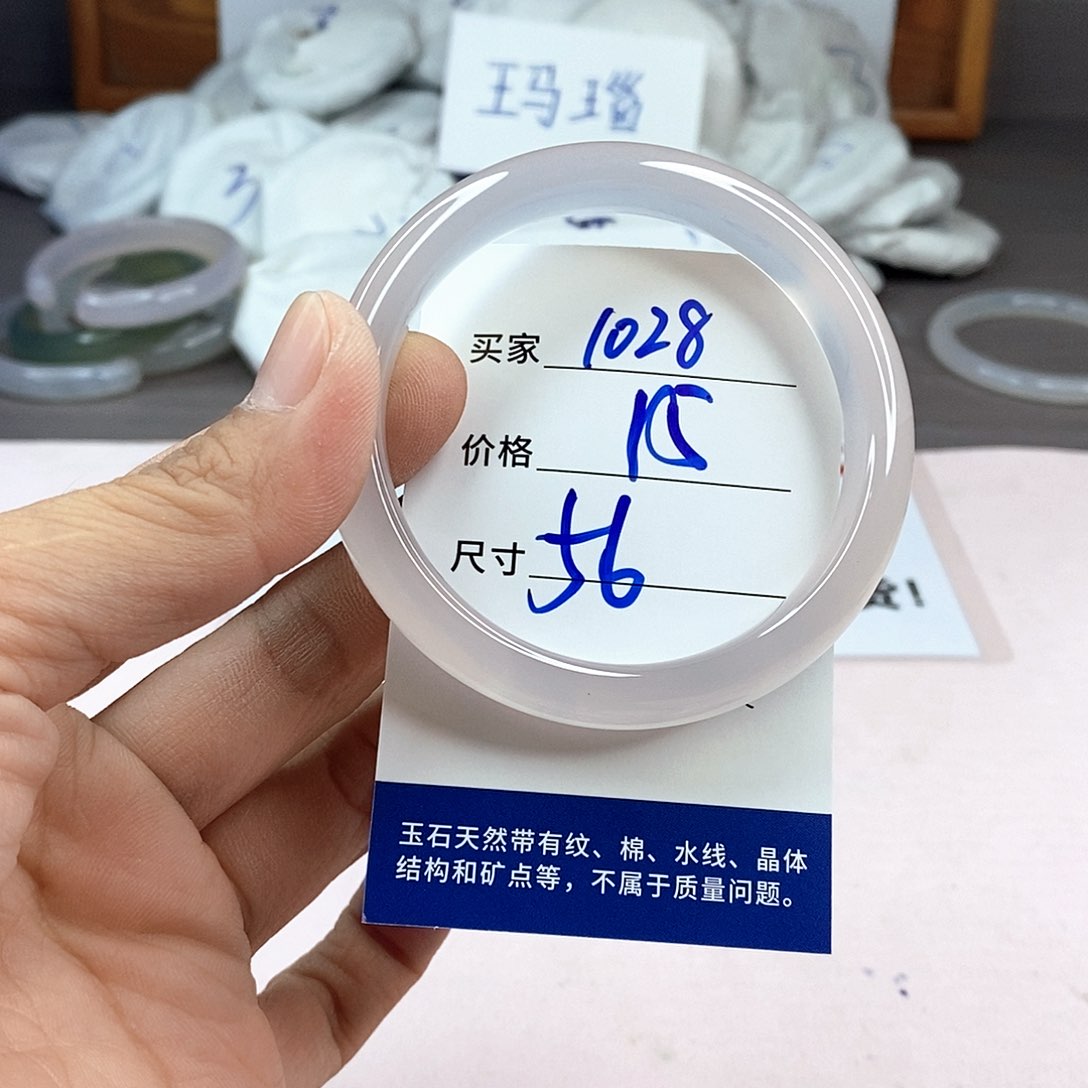 玛瑙
买家 1028
价格 15
尺寸 56
玉石天然带有纹、棉、水线、晶体
结构和矿点等，不属于质量问题。